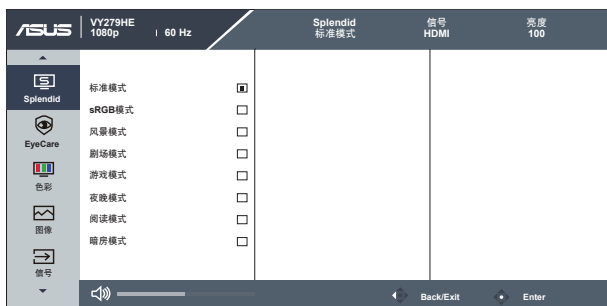 ASUS
VY279HE
1080p | 60 Hz
Splendid
标准模式
信号
HDMI
亮度
100
Splendid
EyeCare
色彩
图像
信号
标准模式
sRGB模式
风景模式
剧场模式
游戏模式
夜晚模式
阅读模式
暗房模式
Back/Exit
Enter